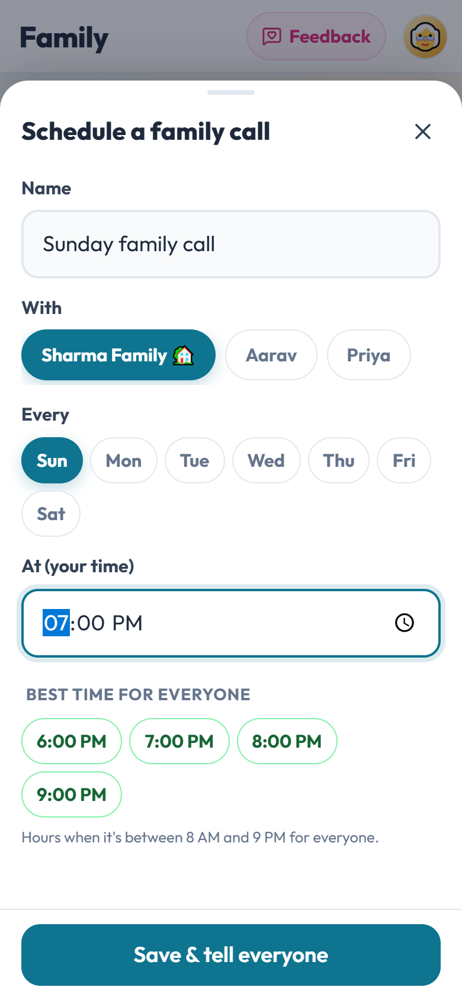 Family
Feedback
Schedule a family call
Name
Sunday family call
With
Sharma Family
Aarav
Priya
Every
Sun
Mon
Tue
Wed
Thu
Fri
Sat
At (your time)
07:00 PM
BEST TIME FOR EVERYONE
6:00 PM
7:00 PM
8:00 PM
9:00 PM
Hours when it's between 8 AM and 9 PM for everyone.
Save & tell everyone